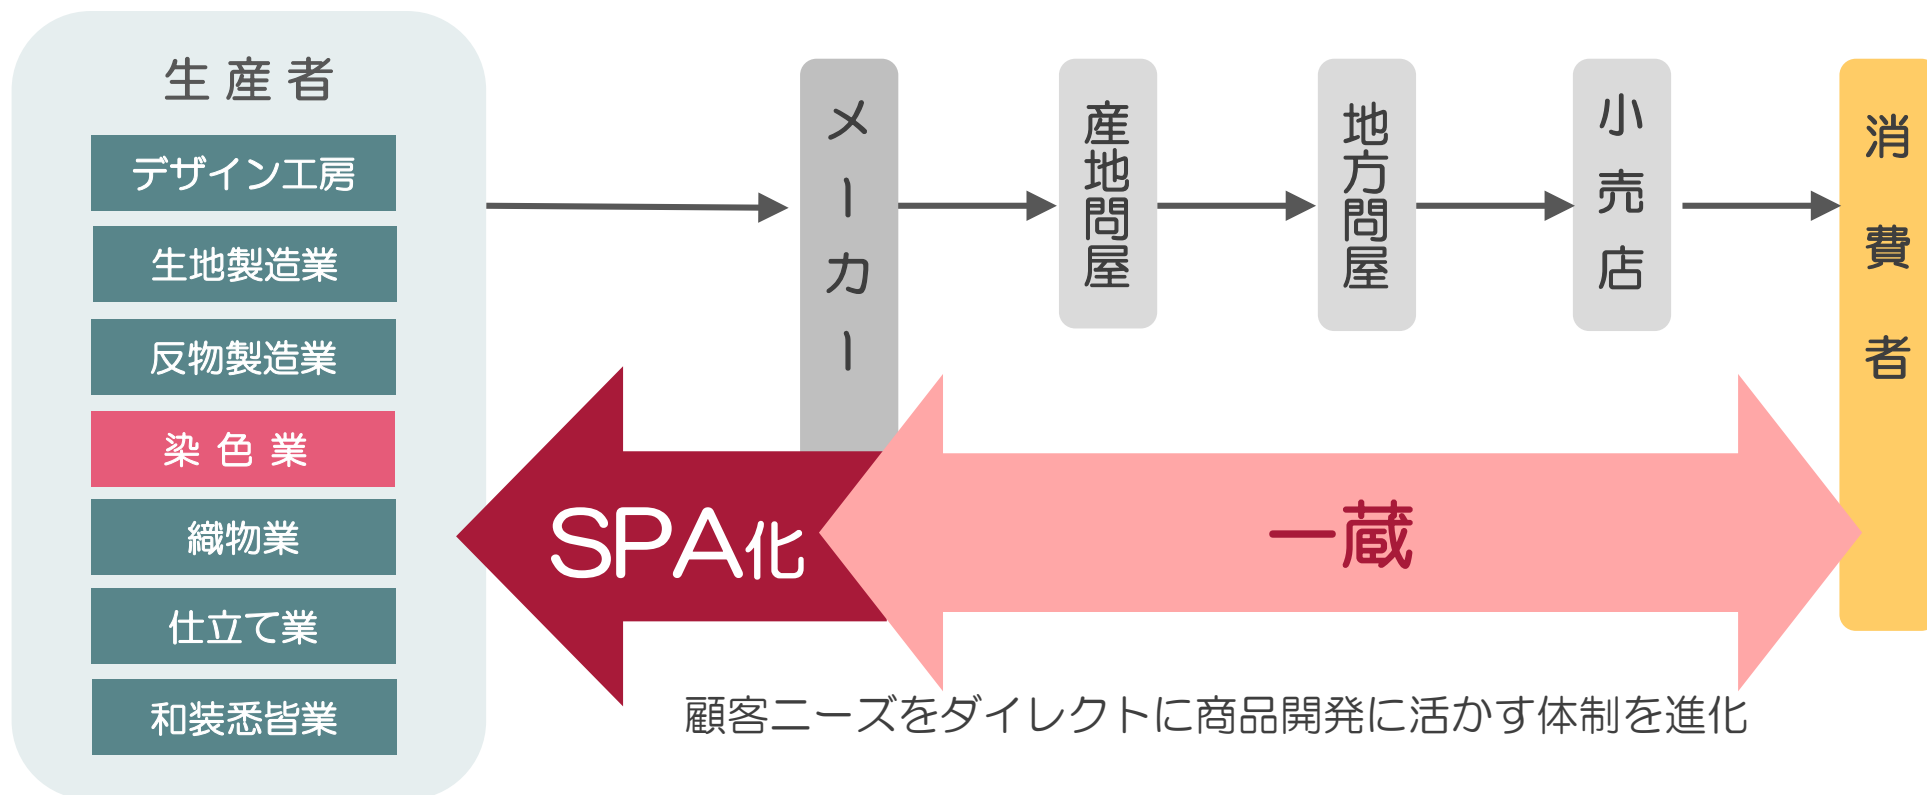 生産者
デザイン工房
生地製造業
反物製造業
染色業
織物業
仕立て業
和装悉皆業
メーカー
産地問屋
地方問屋
小売店
消費者
SPA化
一蔵
顧客ニーズをダイレクトに商品開発に活かす体制を進化